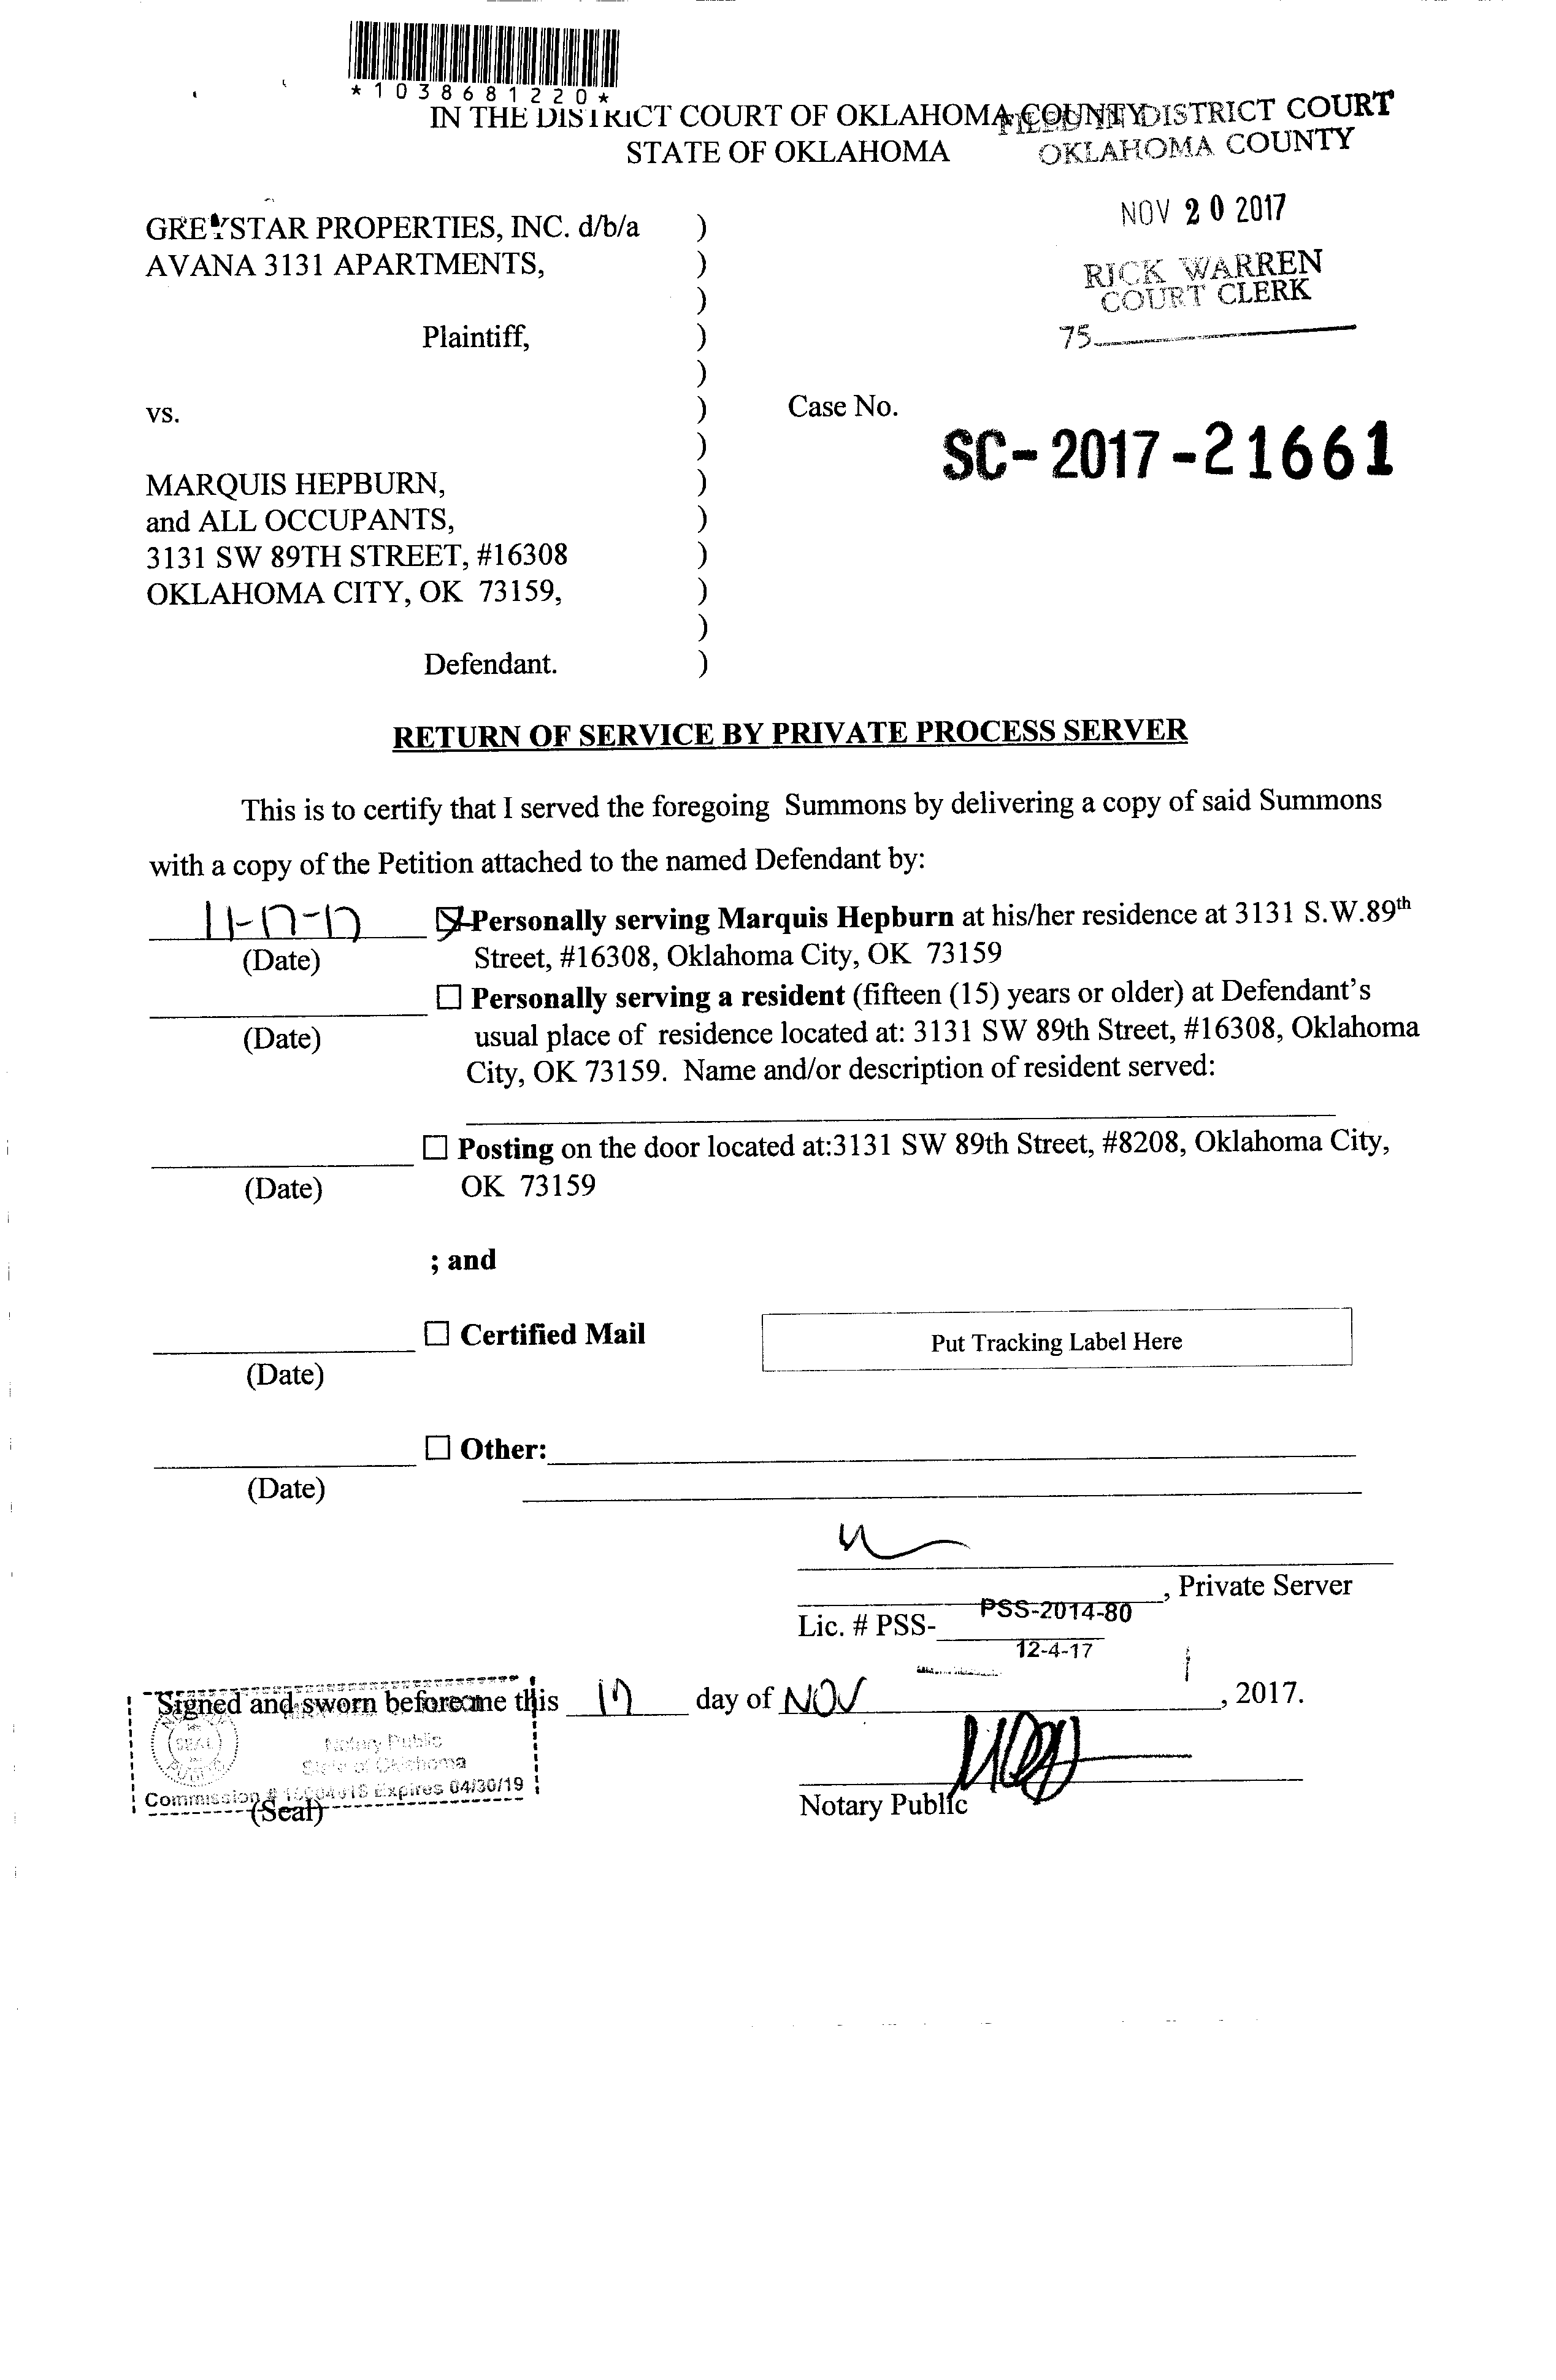 *1038681220*
IN THE DISTRICT COURT OF OKLAHOMA COUNTY
STATE OF OKLAHOMA
FILED IN DISTRICT COURT
OKLAHOMA COUNTY
NOV 20 2017
RICK WARREN
COURT CLERK
75
GREYSTAR PROPERTIES, INC. d/b/a )
AVANA 3131 APARTMENTS, )
)
Plaintiff, )
)
vs. ) Case No.
SC-2017-21661
)
MARQUIS HEPBURN, )
and ALL OCCUPANTS, )
3131 SW 89TH STREET, #16308 )
OKLAHOMA CITY, OK 73159, )
)
Defendant. )
RETURN OF SERVICE BY PRIVATE PROCESS SERVER
This is to certify that I served the foregoing Summons by delivering a copy of said Summons
with a copy of the Petition attached to the named Defendant by:
11-17-17 ☒ Personally serving Marquis Hepburn at his/her residence at 3131 S.W.89th
(Date) Street, #16308, Oklahoma City, OK 73159
☐ Personally serving a resident (fifteen (15) years or older) at Defendant's
(Date) usual place of residence located at: 3131 SW 89th Street, #16308, Oklahoma
City, OK 73159. Name and/or description of resident served:
☐ Posting on the door located at:3131 SW 89th Street, #8208, Oklahoma City,
(Date) OK 73159
; and
☐ Certified Mail Put Tracking Label Here
(Date)
☐ Other:
(Date)
, Private Server
Lic. # PSS- PSS-2014-80
12-4-17
Signed and sworn before me this 17 day of NOV, 2017.
SEAL
Notary Public
State of Oklahoma
Commission # Expires 04/30/19
(Seal)
Notary Public